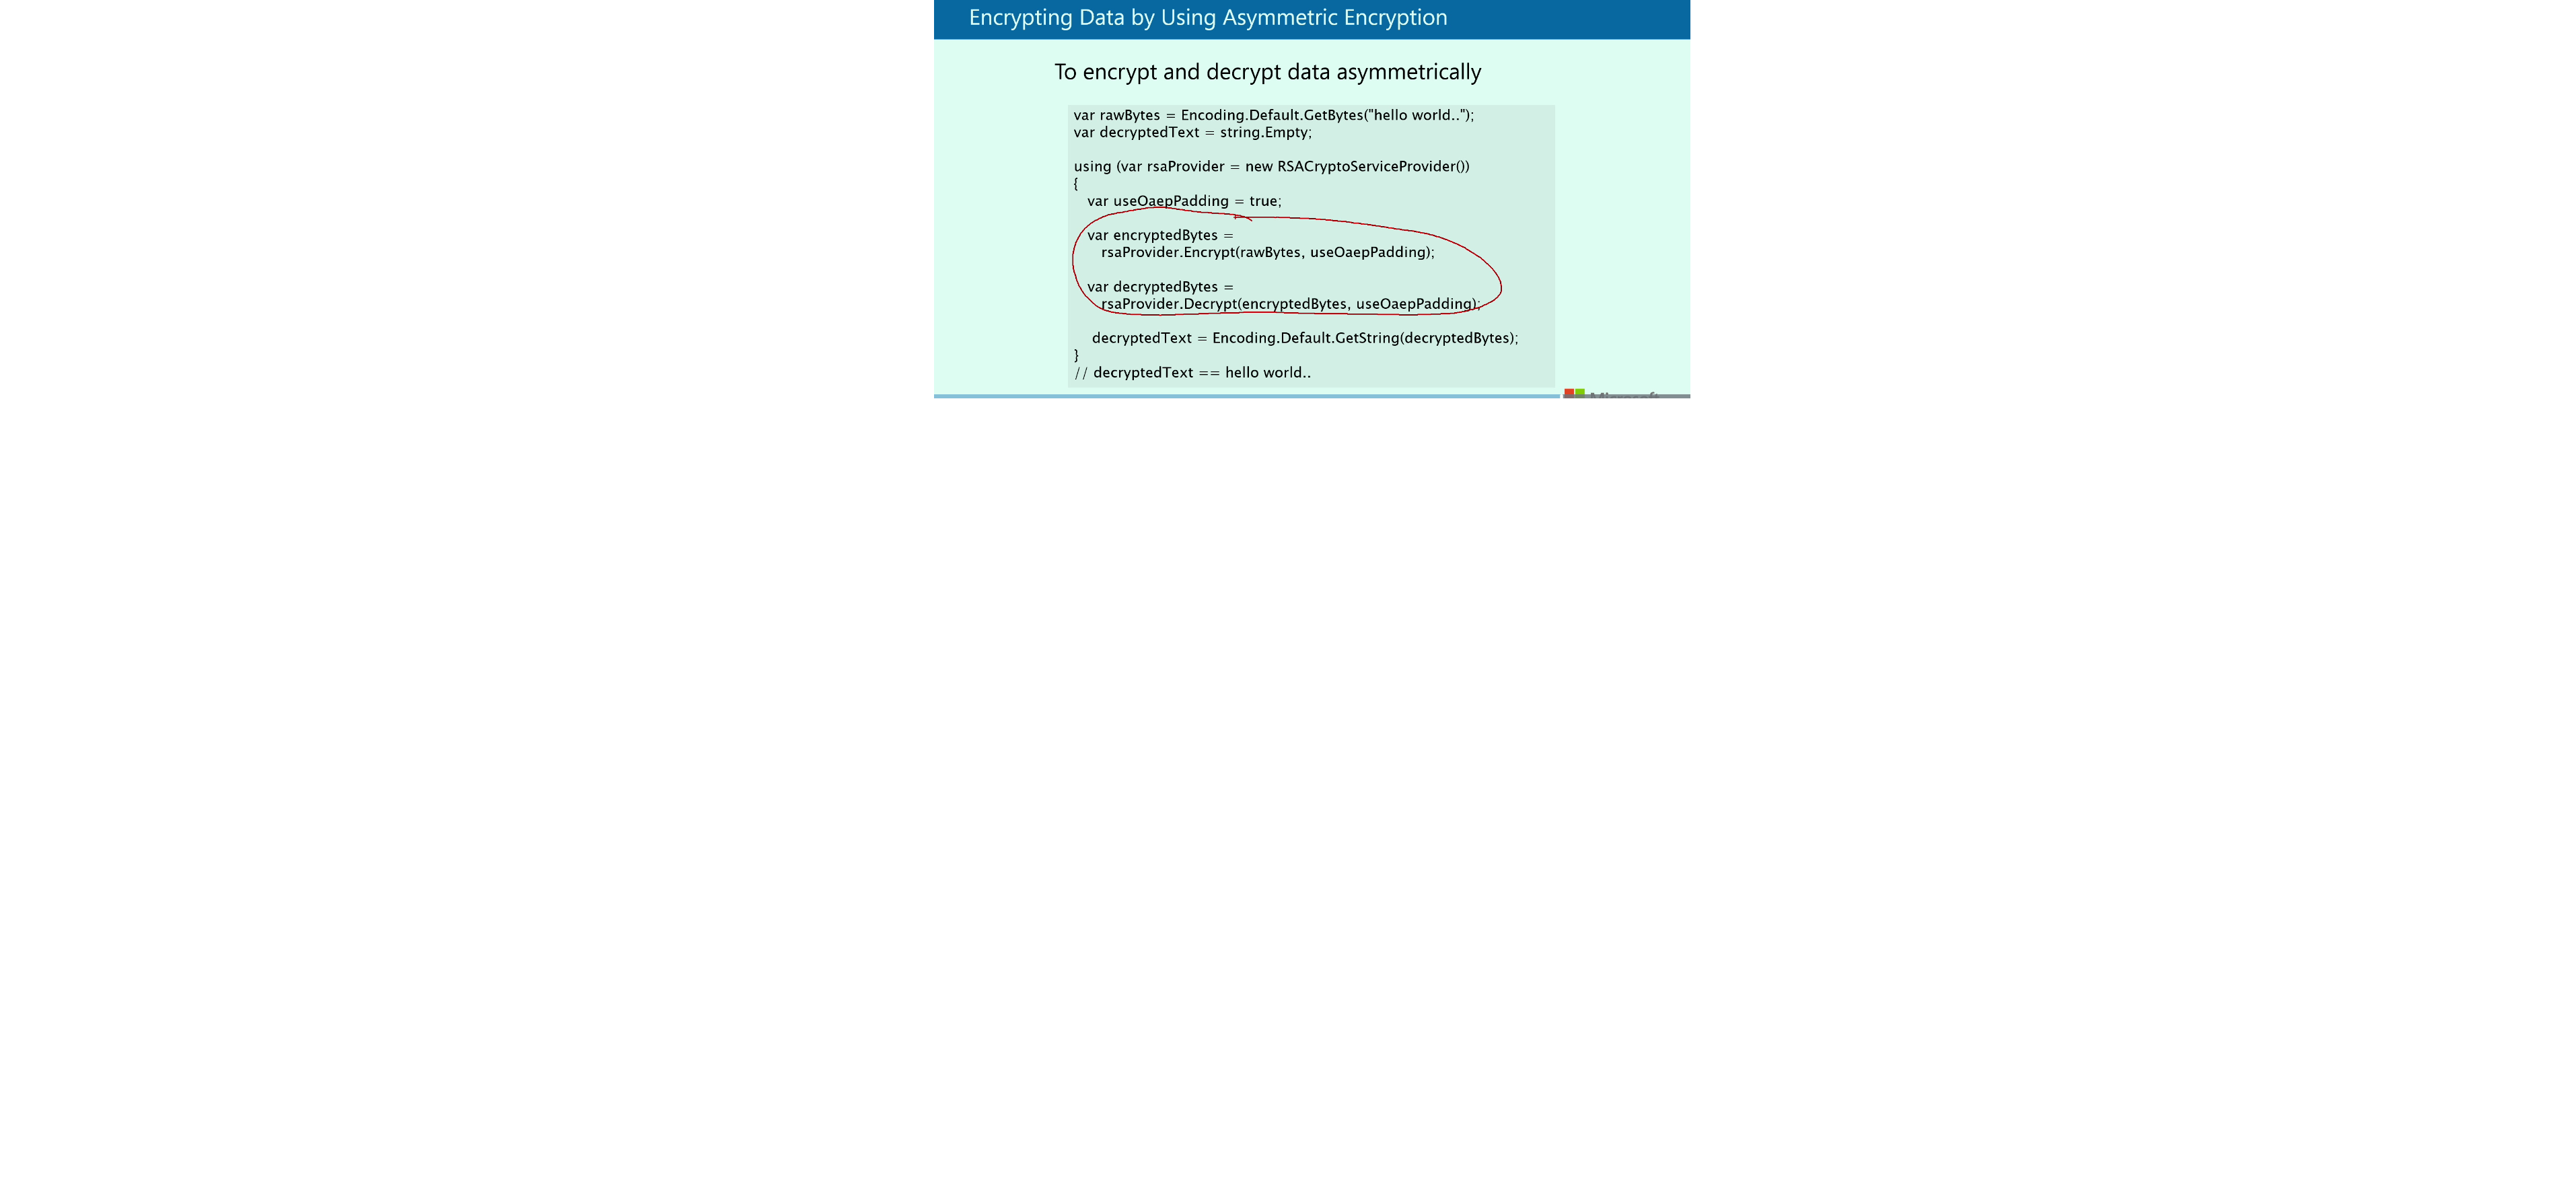 Encrypting Data by Using Asymmetric Encryption
To encrypt and decrypt data asymmetrically
var rawBytes = Encoding.Default.GetBytes("hello world..");
var decryptedText = string.Empty;
using (var rsaProvider = new RSACryptoServiceProvider())
{
var useOaepPadding = true;
var encryptedBytes =
rsaProvider.Encrypt(rawBytes, useOaepPadding);
var decryptedBytes =
rsaProvider.Decrypt(encryptedBytes, useOaepPadding);
decryptedText = Encoding.Default.GetString(decryptedBytes);
}
// decryptedText == hello world..